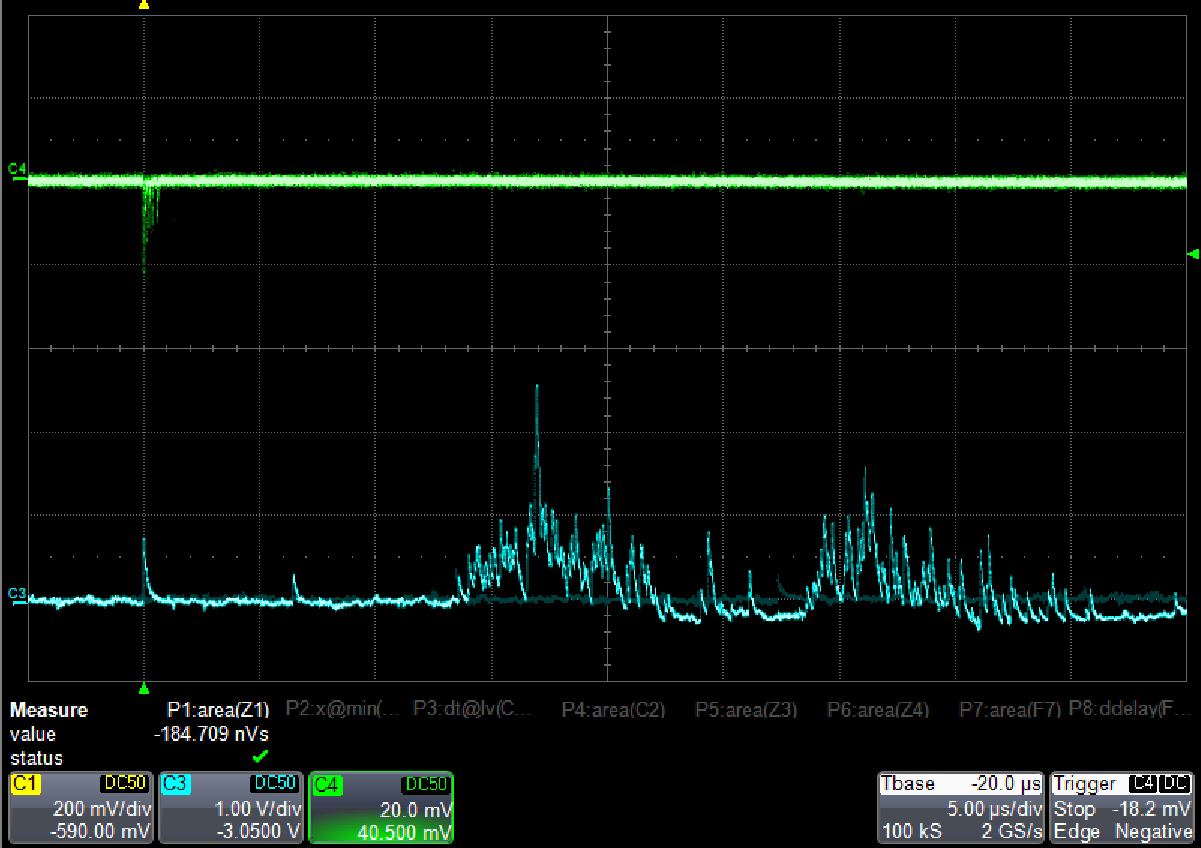 C4
C3
Measure P1:area(Z1) P2:x@min(... P3:dt@lv(C... P4:area(C2) P5:area(Z3) P6:area(Z4) P7:area(F7) P8:ddelay(F...
value -184.709 nVs
status
C1 DC50 C3 DC50 C4 DC50 Tbase -20.0 µs Trigger C4 DC
200 mV/div 1.00 V/div 20.0 mV 5.00 µs/div Stop -18.2 mV
-590.00 mV -3.0500 V 40.500 mV 100 kS 2 GS/s Edge Negative